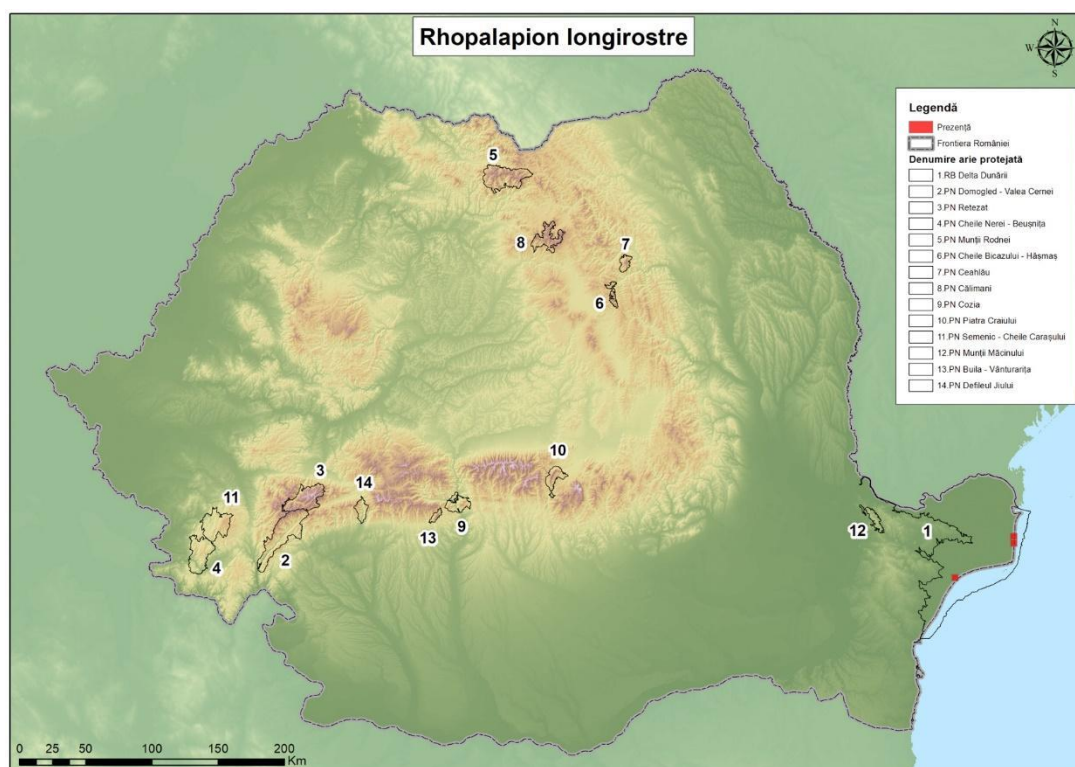 Rhopalapion longirostre
N
W
E
S
Legendă
Prezență
Frontiera României
Denumire arie protejată
1.RB Delta Dunării
2.PN Domogled - Valea Cernei
3.PN Retezat
4.PN Cheile Nerei - Beușnița
5.PN Munții Rodnei
6.PN Cheile Bicazului - Hășmaș
7.PN Ceahlău
8.PN Călimani
9.PN Cozia
10.PN Piatra Craiului
11.PN Semenic - Cheile Carașului
12.PN Munții Măcinului
13.PN Buila - Vânturarița
14.PN Defileul Jiului
5
8
7
6
10
3
14
11
9
13
4
2
12
1
0 25 50 100 150 200
Km